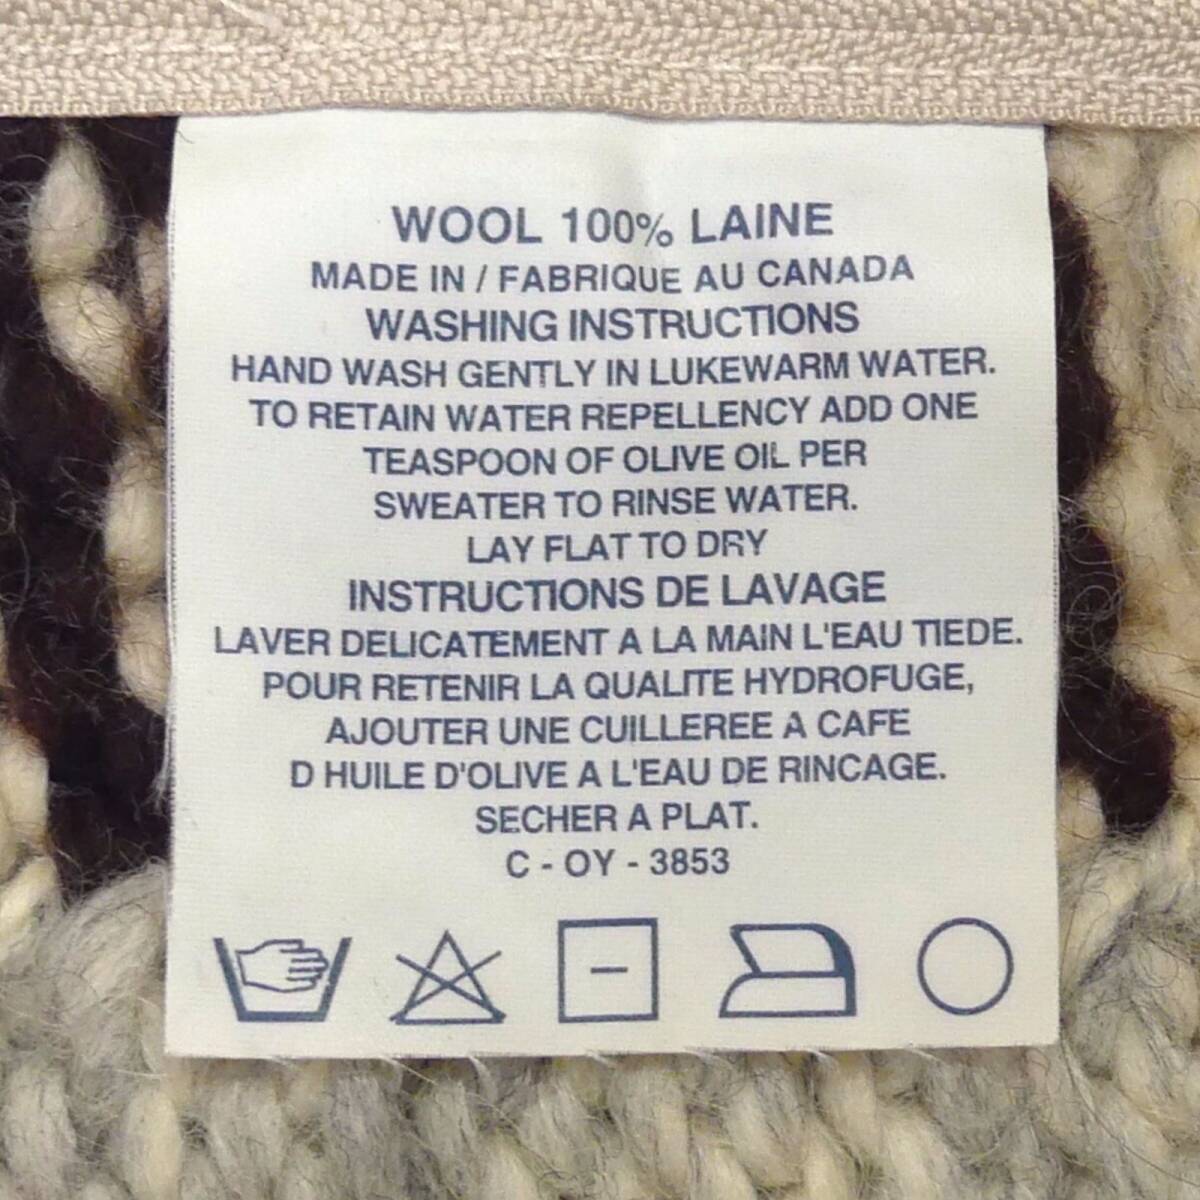 WOOL 100% LAINE
MADE IN / FABRIQUE AU CANADA
WASHING INSTRUCTIONS
HAND WASH GENTLY IN LUKEWARM WATER.
TO RETAIN WATER REPELLENCY ADD ONE
TEASPOON OF OLIVE OIL PER
SWEATER TO RINSE WATER.
LAY FLAT TO DRY
INSTRUCTIONS DE LAVAGE
LAVER DELICATEMENT A LA MAIN L'EAU TIEDE.
POUR RETENIR LA QUALITE HYDROFUGE,
AJOUTER UNE CUILLEREE A CAFE
D HUILE D'OLIVE A L'EAU DE RINCAGE.
SECHER A PLAT.
C - OY - 3853